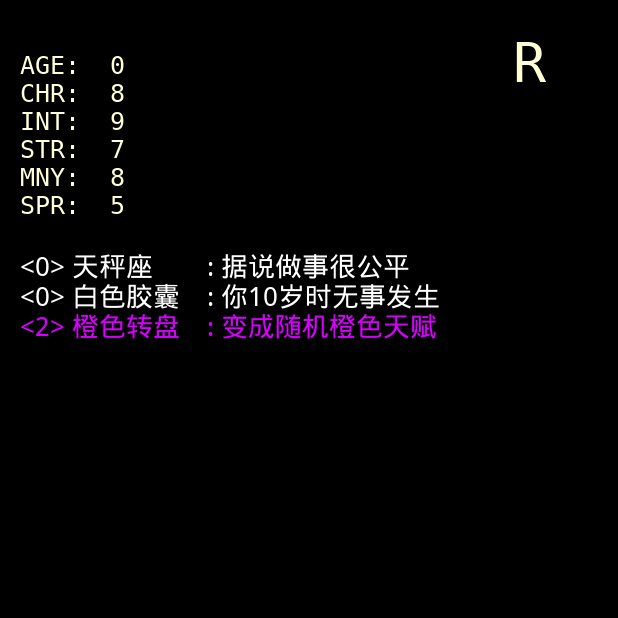 R
AGE: 0
CHR: 8
INT: 9
STR: 7
MNY: 8
SPR: 5
<0> 天秤座 : 据说做事很公平
<0> 白色胶囊 : 你10岁时无事发生
<2> 橙色转盘 : 变成随机橙色天赋